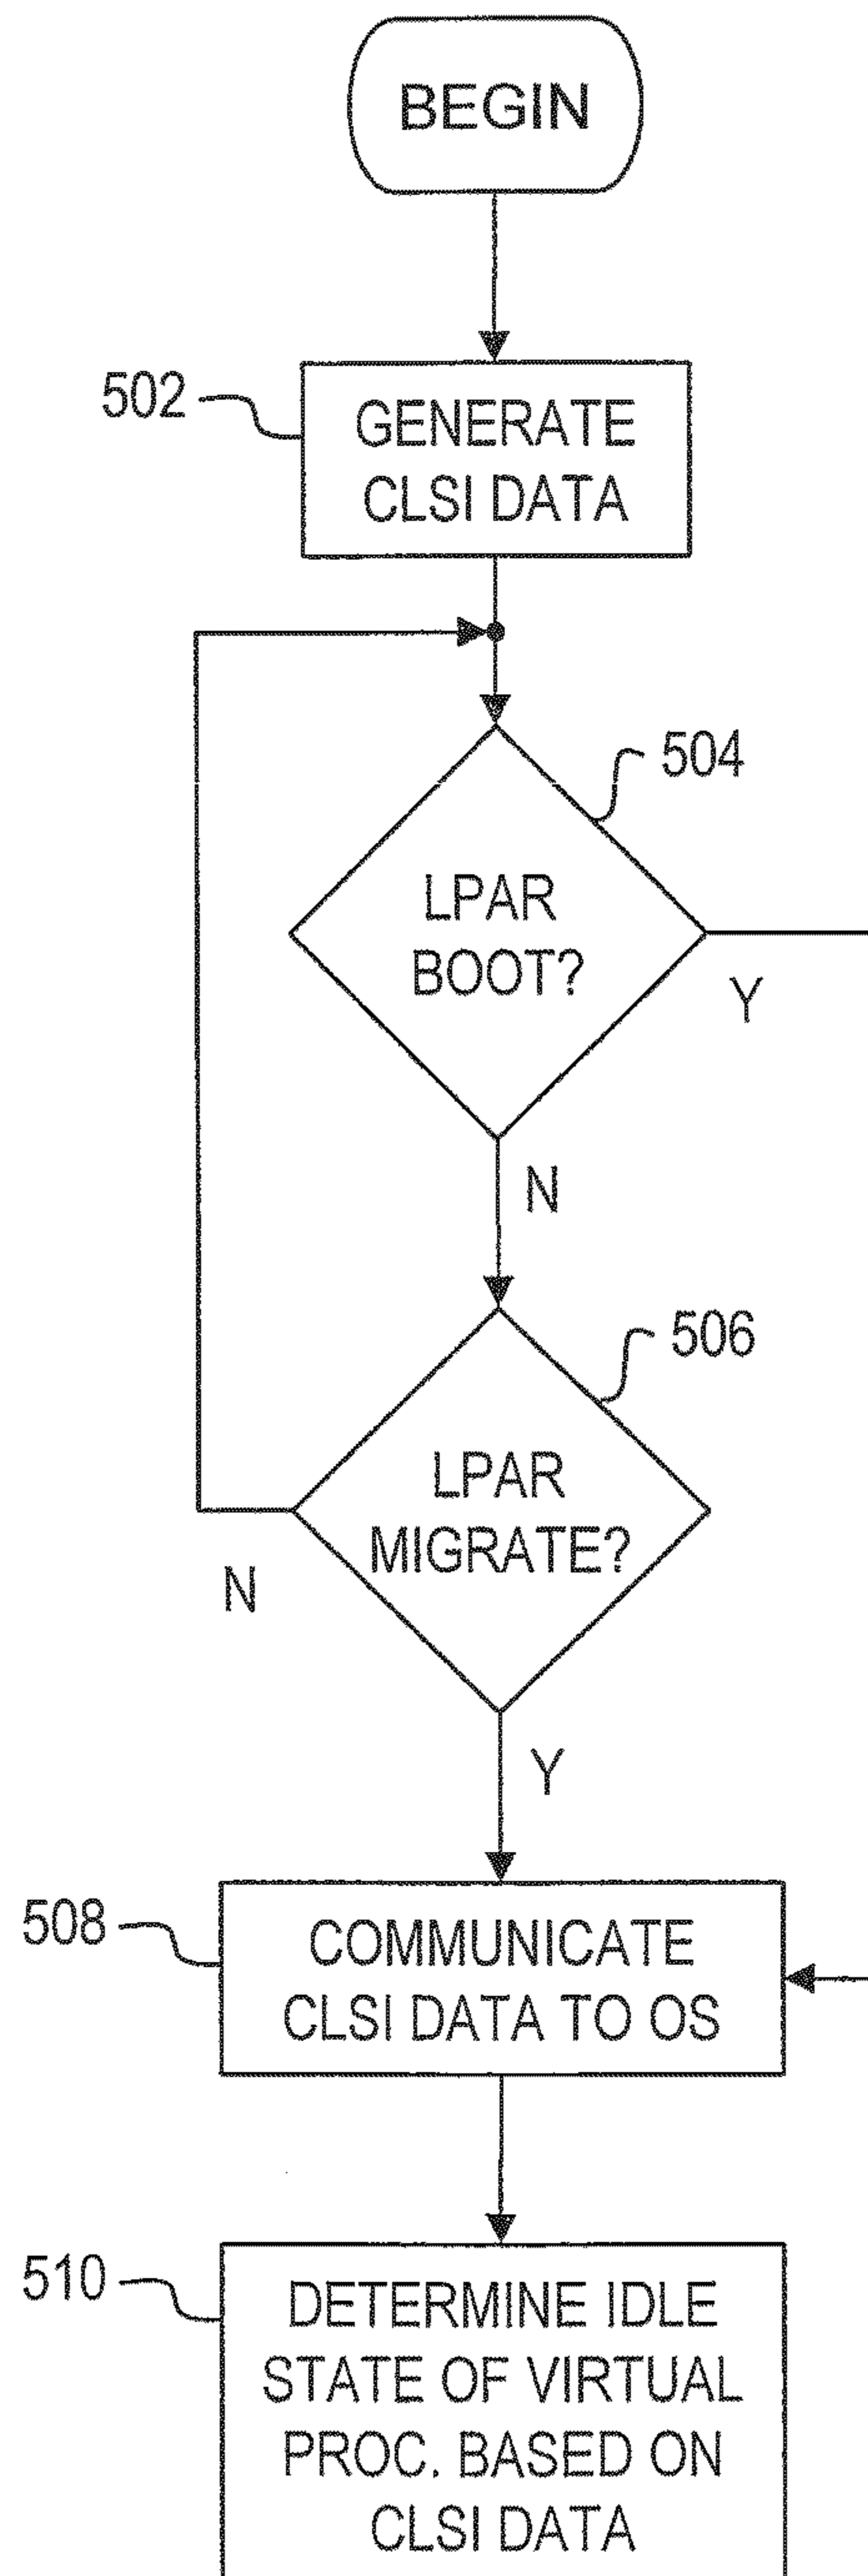 BEGIN
502
GENERATE
CLSI DATA
504
LPAR
BOOT?
Y
N
506
LPAR
MIGRATE?
N
Y
508
COMMUNICATE
CLSI DATA TO OS
510
DETERMINE IDLE
STATE OF VIRTUAL
PROC. BASED ON
CLSI DATA